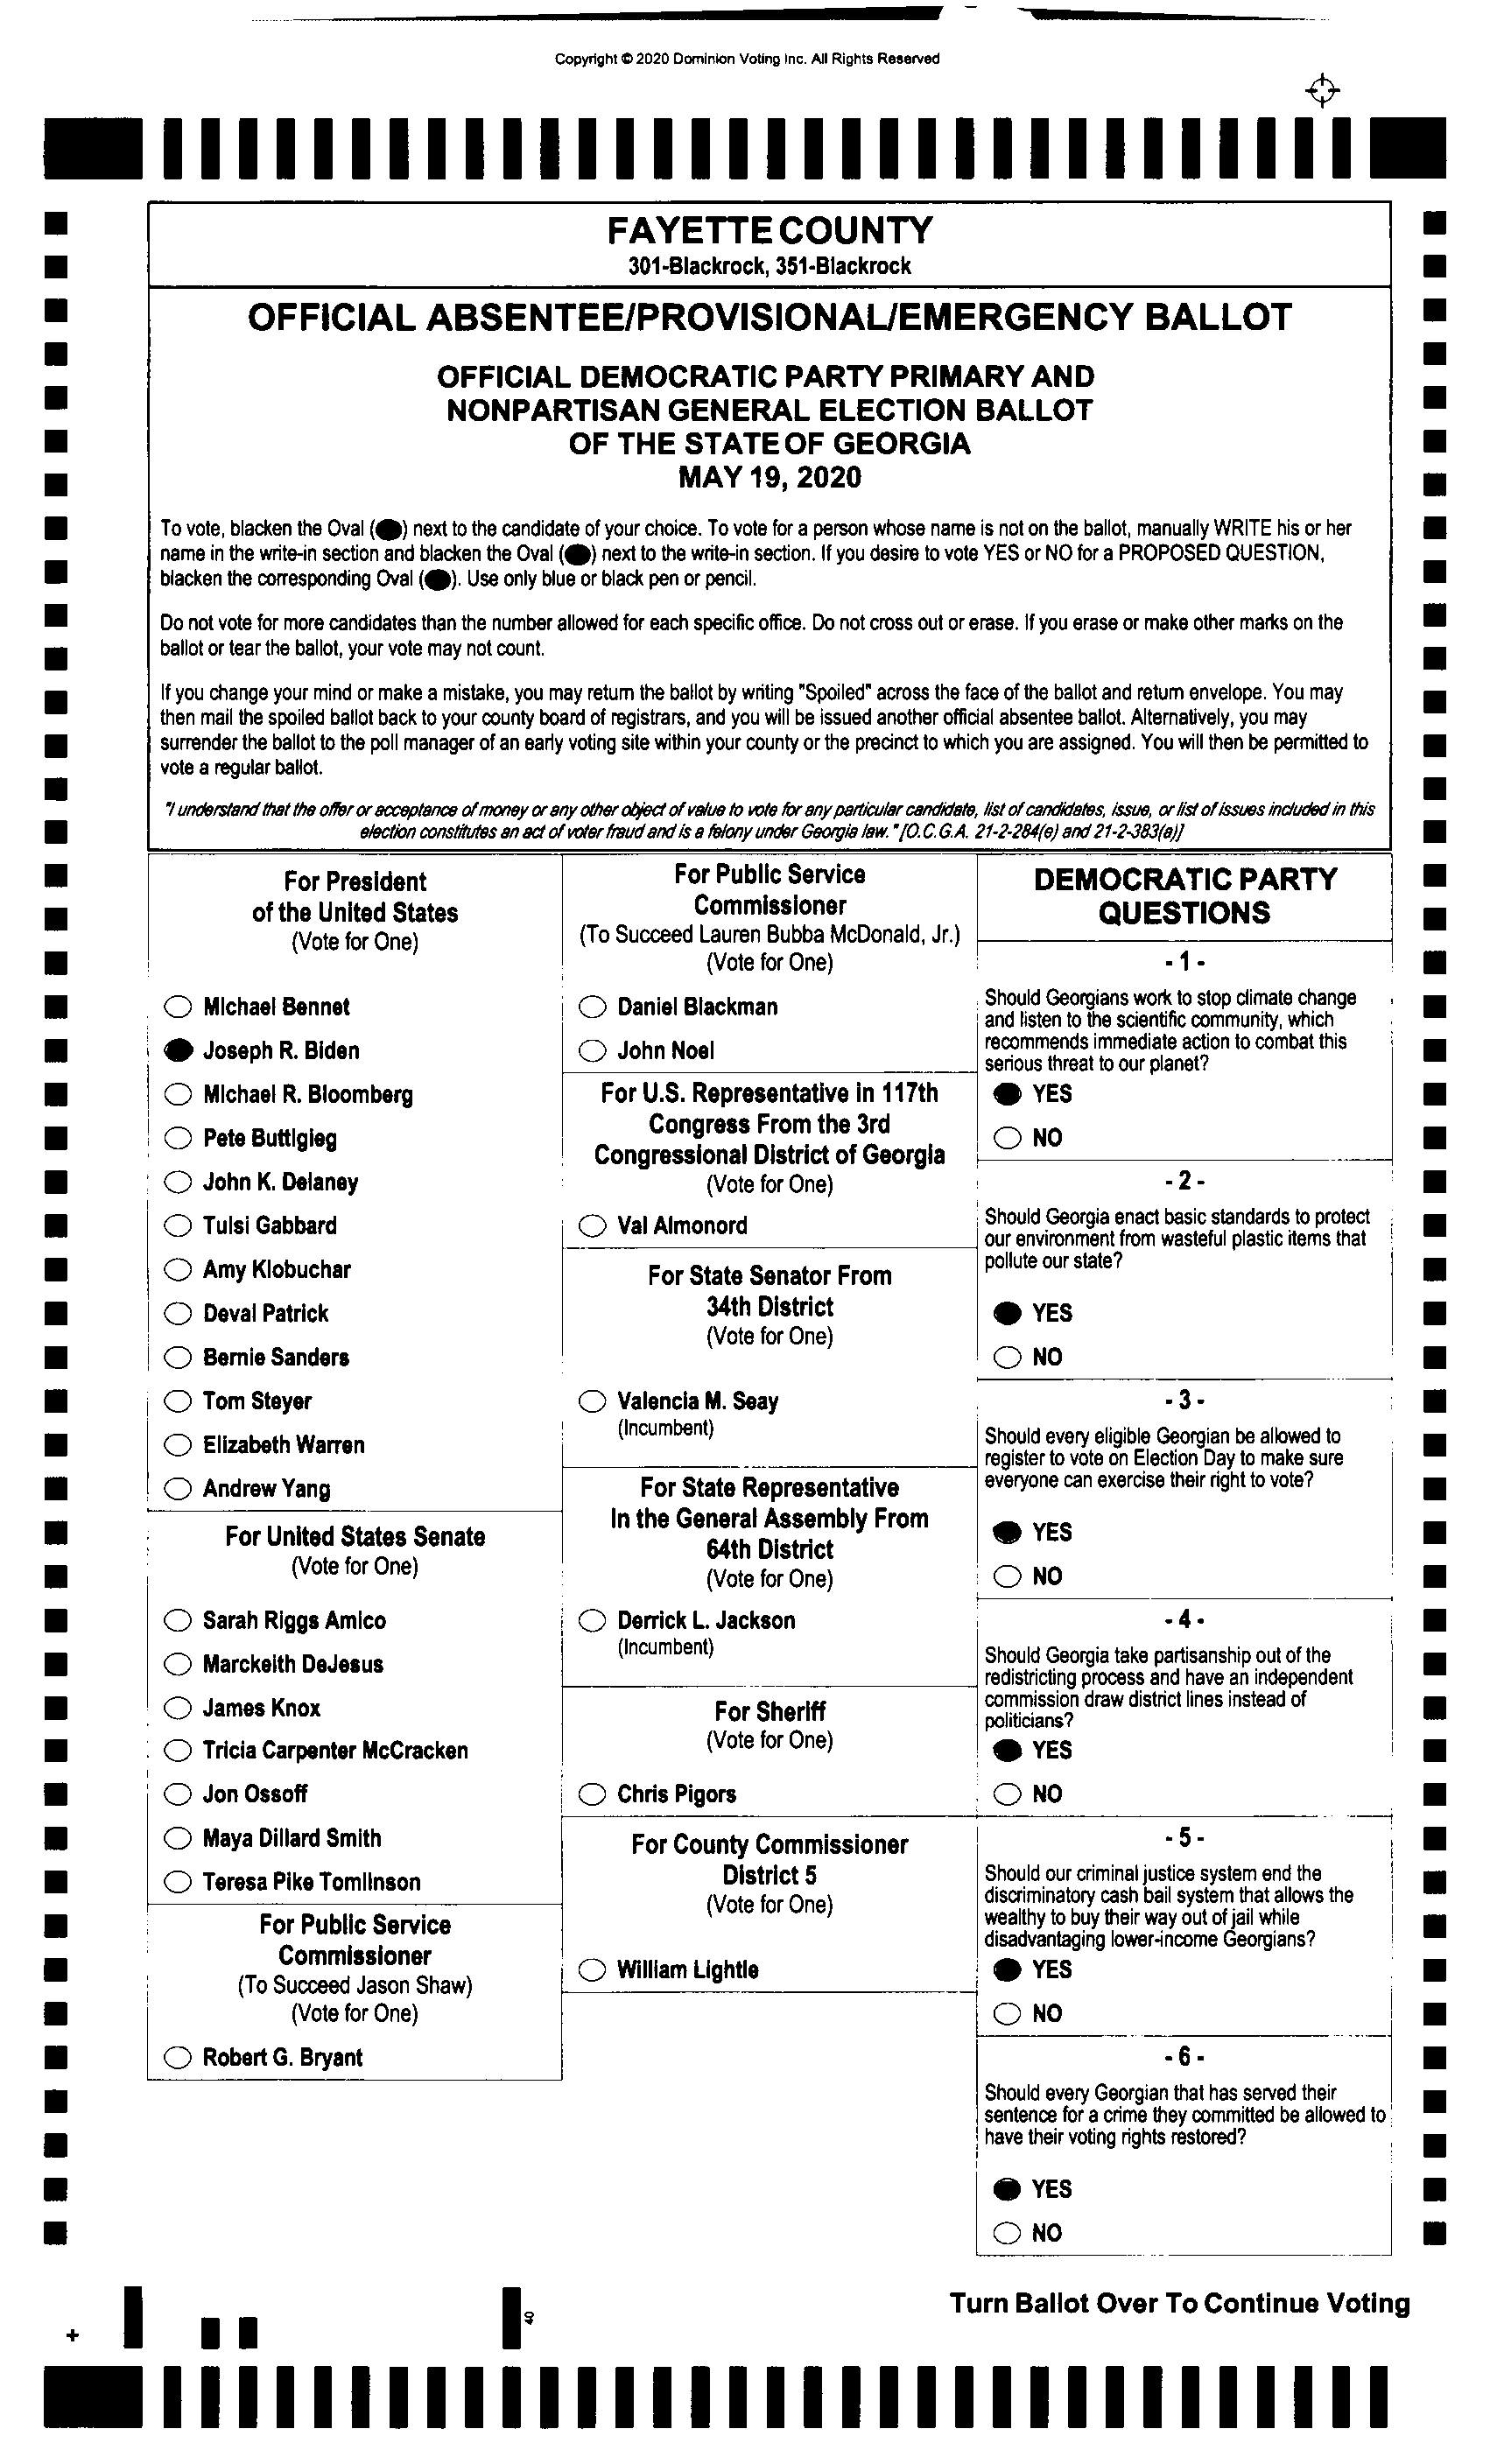 Copyright © 2020 Dominion Voting Inc. All Rights Reserved
FAYETTE COUNTY
301-Blackrock, 351-Blackrock
OFFICIAL ABSENTEE/PROVISIONAL/EMERGENCY BALLOT
OFFICIAL DEMOCRATIC PARTY PRIMARY AND
NONPARTISAN GENERAL ELECTION BALLOT
OF THE STATE OF GEORGIA
MAY 19, 2020
To vote, blacken the Oval ( ) next to the candidate of your choice. To vote for a person whose name is not on the ballot, manually WRITE his or her
name in the write-in section and blacken the Oval ( ) next to the write-in section. If you desire to vote YES or NO for a PROPOSED QUESTION,
blacken the corresponding Oval ( ). Use only blue or black pen or pencil.
Do not vote for more candidates than the number allowed for each specific office. Do not cross out or erase. If you erase or make other marks on the
ballot or tear the ballot, your vote may not count.
If you change your mind or make a mistake, you may return the ballot by writing "Spoiled" across the face of the ballot and return envelope. You may
then mail the spoiled ballot back to your county board of registrars, and you will be issued another official absentee ballot. Alternatively, you may
surrender the ballot to the poll manager of an early voting site within your county or the precinct to which you are assigned. You will then be permitted to
vote a regular ballot.
"I understand that the offer or acceptance of money or any other object of value to vote for any particular candidate, list of candidates, issue, or list of issues included in this
election constitutes an act of voter fraud and is a felony under Georgia law." [O.C.G.A. 21-2-284(e) and 21-2-383(a)]
For President
of the United States
(Vote for One)
Michael Bennet
Joseph R. Biden
Michael R. Bloomberg
Pete Buttigieg
John K. Delaney
Tulsi Gabbard
Amy Klobuchar
Deval Patrick
Bernie Sanders
Tom Steyer
Elizabeth Warren
Andrew Yang
For United States Senate
(Vote for One)
Sarah Riggs Amico
Marckeith DeJesus
James Knox
Tricia Carpenter McCracken
Jon Ossoff
Maya Dillard Smith
Teresa Pike Tomlinson
For Public Service
Commissioner
(To Succeed Jason Shaw)
(Vote for One)
Robert G. Bryant
For Public Service
Commissioner
(To Succeed Lauren Bubba McDonald, Jr.)
(Vote for One)
Daniel Blackman
John Noel
For U.S. Representative in 117th
Congress From the 3rd
Congressional District of Georgia
(Vote for One)
Val Almonord
For State Senator From
34th District
(Vote for One)
Valencia M. Seay
(Incumbent)
For State Representative
In the General Assembly From
64th District
(Vote for One)
Derrick L. Jackson
(Incumbent)
For Sheriff
(Vote for One)
Chris Pigors
For County Commissioner
District 5
(Vote for One)
William Lightle
DEMOCRATIC PARTY
QUESTIONS
- 1 -
Should Georgians work to stop climate change
and listen to the scientific community, which
recommends immediate action to combat this
serious threat to our planet?
YES
NO
- 2 -
Should Georgia enact basic standards to protect
our environment from wasteful plastic items that
pollute our state?
YES
NO
- 3 -
Should every eligible Georgian be allowed to
register to vote on Election Day to make sure
everyone can exercise their right to vote?
YES
NO
- 4 -
Should Georgia take partisanship out of the
redistricting process and have an independent
commission draw district lines instead of
politicians?
YES
NO
- 5 -
Should our criminal justice system end the
discriminatory cash bail system that allows the
wealthy to buy their way out of jail while
disadvantaging lower-income Georgians?
YES
NO
- 6 -
Should every Georgian that has served their
sentence for a crime they committed be allowed to
have their voting rights restored?
YES
NO
Turn Ballot Over To Continue Voting
40
+